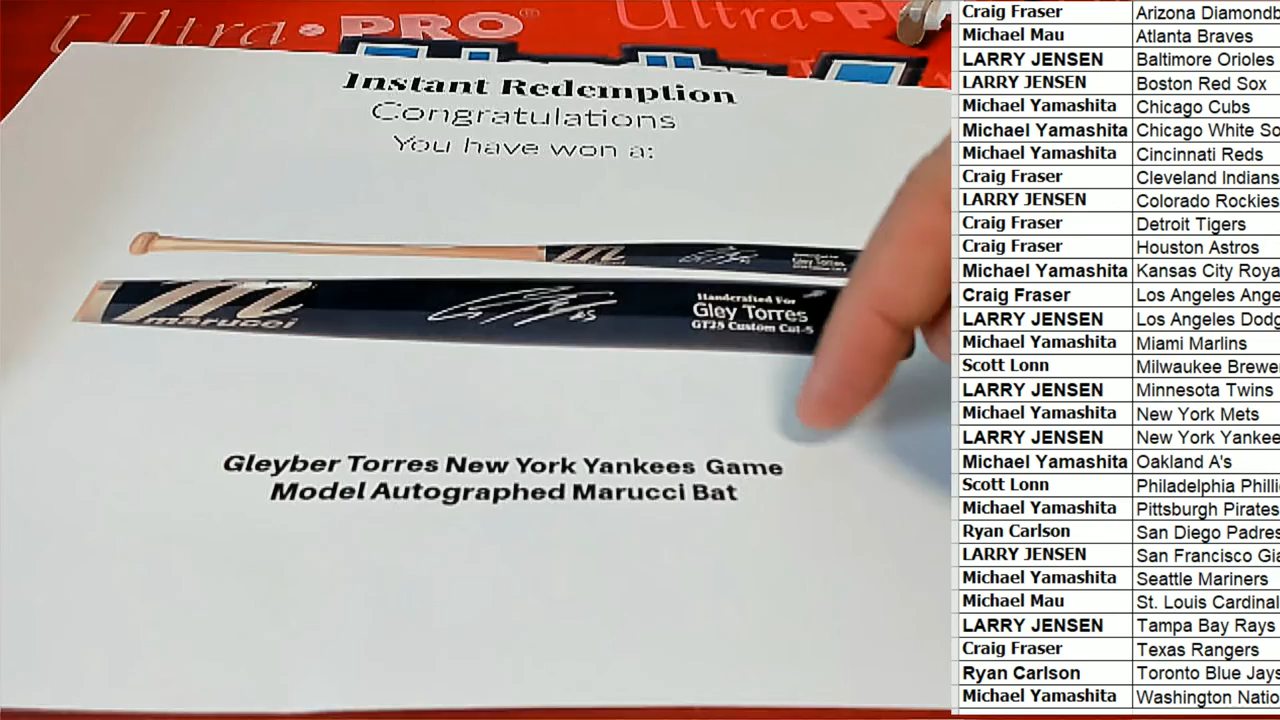 Ultra•PRO®
Ultra•P
Instant Redemption
Congratulations
You have won a:
Gley Torres
m
marucci
Handcrafted For
Gley Torres
GT25 Custom Cut-S
Gleyber Torres New York Yankees Game
Model Autographed Marucci Bat
Craig Fraser Arizona Diamondb
Michael Mau Atlanta Braves
LARRY JENSEN Baltimore Orioles
LARRY JENSEN Boston Red Sox
Michael Yamashita Chicago Cubs
Michael Yamashita Chicago White So
Michael Yamashita Cincinnati Reds
Craig Fraser Cleveland Indians
LARRY JENSEN Colorado Rockies
Craig Fraser Detroit Tigers
Craig Fraser Houston Astros
Michael Yamashita Kansas City Roya
Craig Fraser Los Angeles Ange
LARRY JENSEN Los Angeles Dodg
Michael Yamashita Miami Marlins
Scott Lonn Milwaukee Brewe
LARRY JENSEN Minnesota Twins
Michael Yamashita New York Mets
LARRY JENSEN New York Yankee
Michael Yamashita Oakland A's
Scott Lonn Philadelphia Philli
Michael Yamashita Pittsburgh Pirates
Ryan Carlson San Diego Padres
LARRY JENSEN San Francisco Gia
Michael Yamashita Seattle Mariners
Michael Mau St. Louis Cardinal
LARRY JENSEN Tampa Bay Rays
Craig Fraser Texas Rangers
Ryan Carlson Toronto Blue Jays
Michael Yamashita Washington Natio